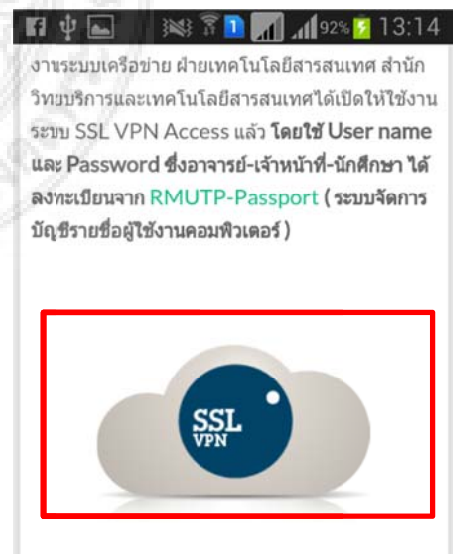 1 92% 13:14
งานระบบเครือข่าย ฝ่ายเทคโนโลยีสารสนเทศ สำนัก
วิทยบริการและเทคโนโลยีสารสนเทศได้เปิดให้ใช้งาน
ระบบ SSL VPN Access แล้ว โดยใช้ User name
และ Password ซึ่งอาจารย์-เจ้าหน้าที่-นักศึกษา ได้
ลงทะเบียนจาก RMUTP-Passport ( ระบบจัดการ
บัญชีรายชื่อผู้ใช้งานคอมพิวเตอร์ )
SSL
VPN